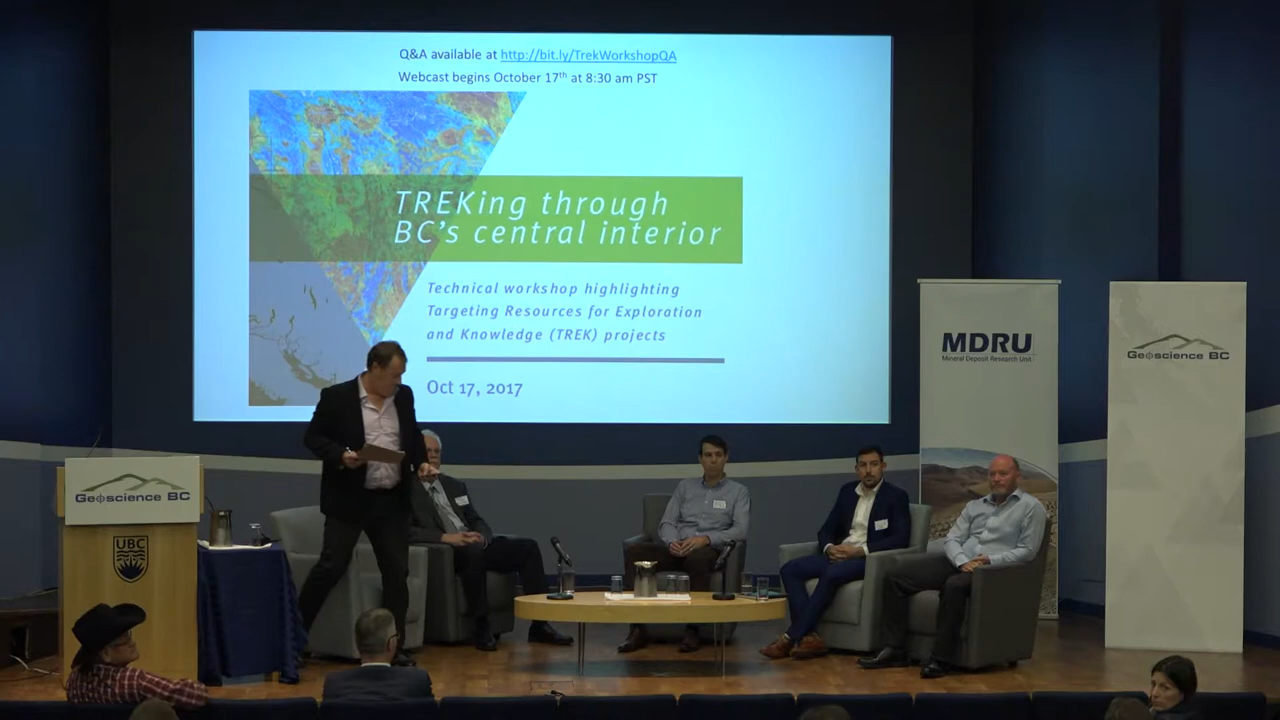 Q&A available at http://bit.ly/TrekWorkshopQA
Webcast begins October 17th at 8:30 am PST
TREKing through
BC's central interior
Technical workshop highlighting
Targeting Resources for Exploration
and Knowledge (TREK) projects
Oct 17, 2017
MDRU
Mineral Deposit Research Unit
Geoscience BC
Geoscience BC
UBC